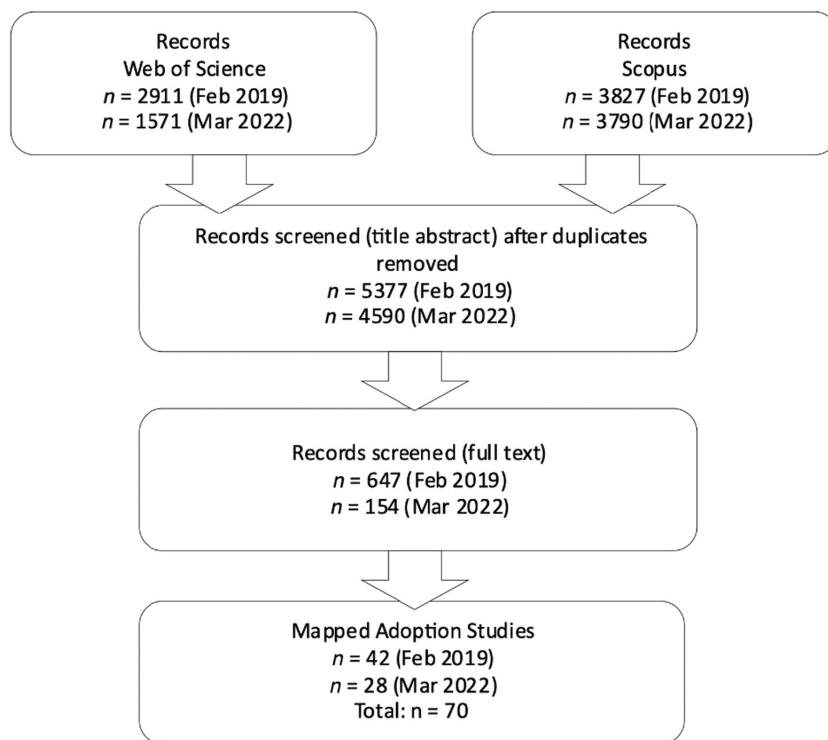 Records
Web of Science
n = 2911 (Feb 2019)
n = 1571 (Mar 2022)
Records
Scopus
n = 3827 (Feb 2019)
n = 3790 (Mar 2022)
Records screened (title abstract) after duplicates
removed
n = 5377 (Feb 2019)
n = 4590 (Mar 2022)
Records screened (full text)
n = 647 (Feb 2019)
n = 154 (Mar 2022)
Mapped Adoption Studies
n = 42 (Feb 2019)
n = 28 (Mar 2022)
Total: n = 70